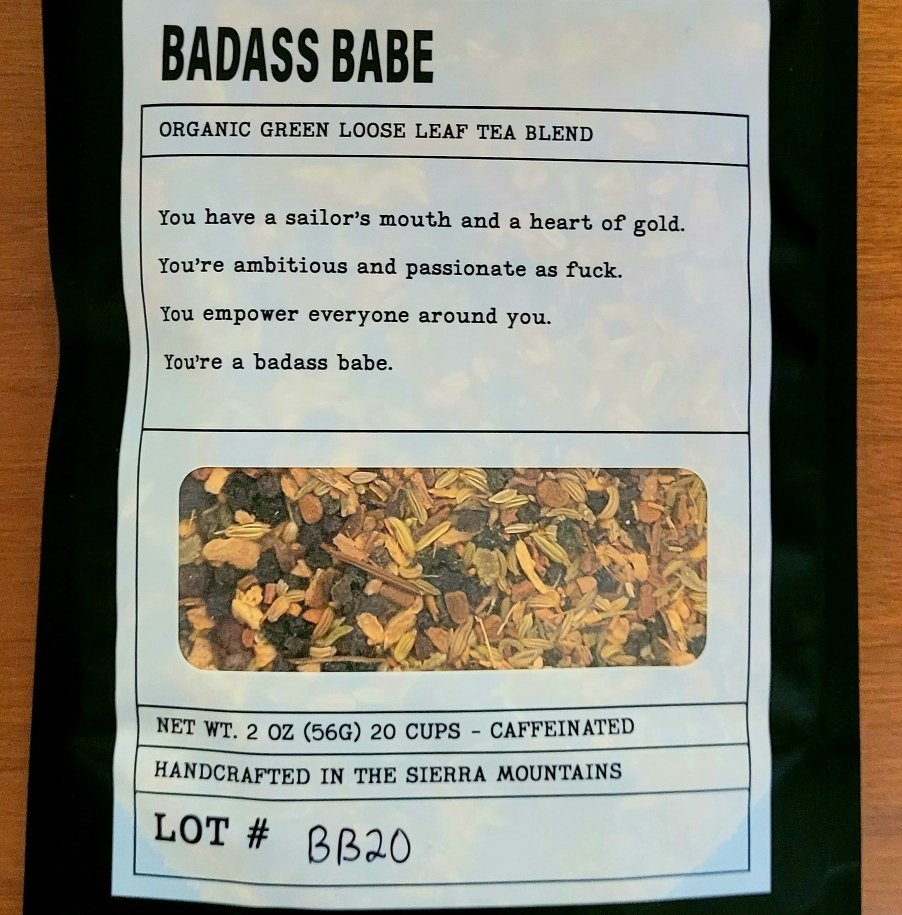 BADASS BABE
ORGANIC GREEN LOOSE LEAF TEA BLEND
You have a sailor's mouth and a heart of gold.
You're ambitious and passionate as fuck.
You empower everyone around you.
You're a badass babe.
NET WT. 2 OZ (56G) 20 CUPS - CAFFEINATED
HANDCRAFTED IN THE SIERRA MOUNTAINS
LOT # BB20